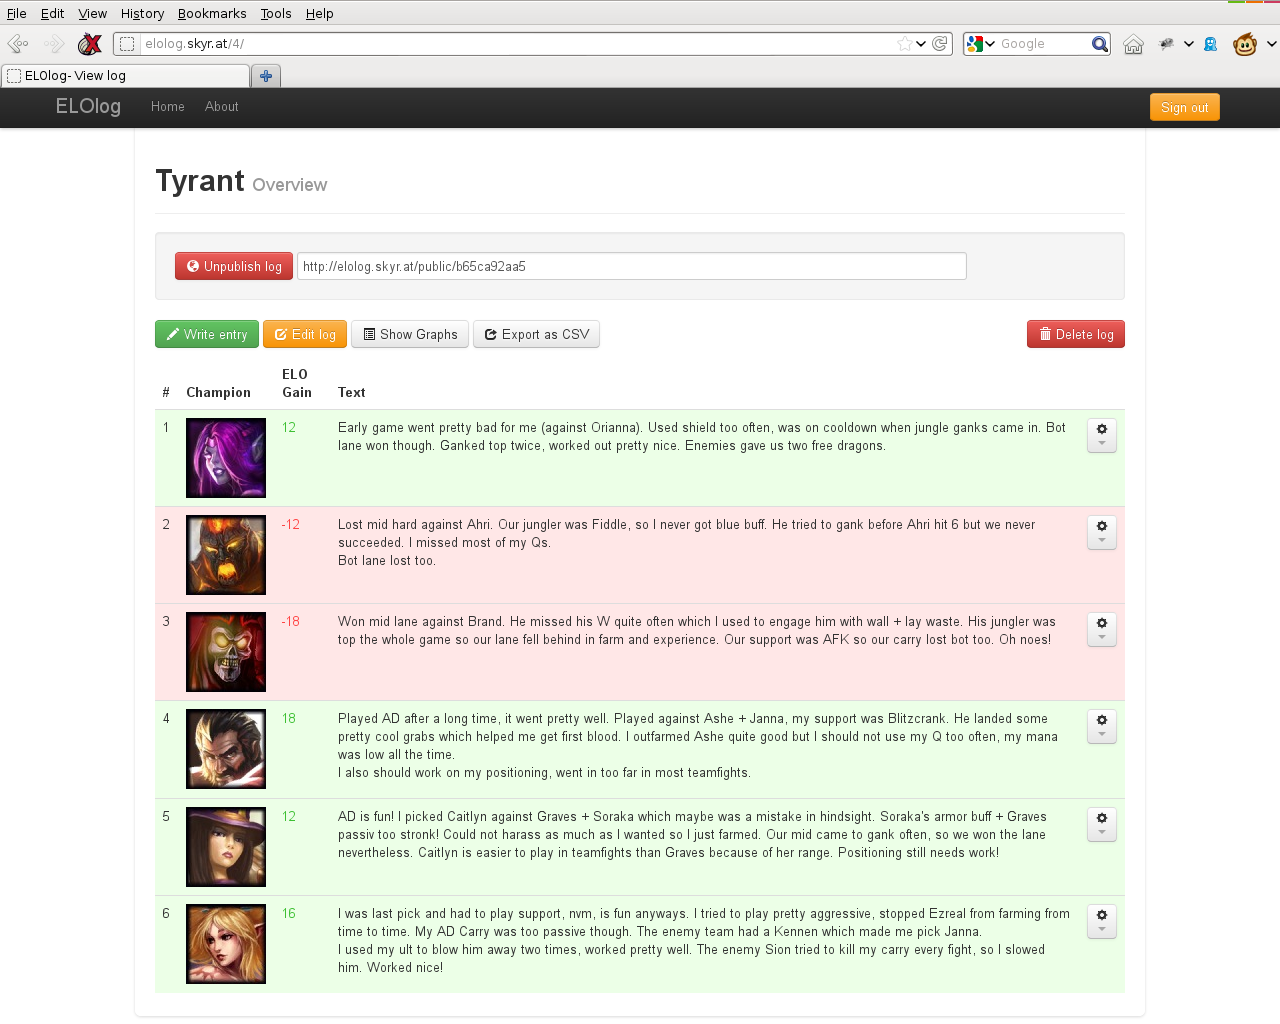 File Edit View History Bookmarks Tools Help
elolog.skyr.at/4/
Google
ELOlog- View log
ELOlog Home About Sign out
Tyrant Overview
Unpublish log http://elolog.skyr.at/public/b65ca92aa5
Write entry Edit log Show Graphs Export as CSV Delete log
ELO
# Champion Gain Text
1 12 Early game went pretty bad for me (against Orianna). Used shield too often, was on cooldown when jungle ganks came in. Bot
lane won though. Ganked top twice, worked out pretty nice. Enemies gave us two free dragons.
2 -12 Lost mid hard against Ahri. Our jungler was Fiddle, so I never got blue buff. He tried to gank before Ahri hit 6 but we never
succeeded. I missed most of my Qs.
Bot lane lost too.
3 -18 Won mid lane against Brand. He missed his W quite often which I used to engage him with wall + lay waste. His jungler was
top the whole game so our lane fell behind in farm and experience. Our support was AFK so our carry lost bot too. Oh noes!
4 18 Played AD after a long time, it went pretty well. Played against Ashe + Janna, my support was Blitzcrank. He landed some
pretty cool grabs which helped me get first blood. I outfarmed Ashe quite good but I should not use my Q too often, my mana
was low all the time.
I also should work on my positioning, went in too far in most teamfights.
5 12 AD is fun! I picked Caitlyn against Graves + Soraka which maybe was a mistake in hindsight. Soraka's armor buff + Graves
passiv too stronk! Could not harass as much as I wanted so I just farmed. Our mid came to gank often, so we won the lane
nevertheless. Caitlyn is easier to play in teamfights than Graves because of her range. Positioning still needs work!
6 16 I was last pick and had to play support, nvm, is fun anyways. I tried to play pretty aggressive, stopped Ezreal from farming from
time to time. My AD Carry was too passive though. The enemy team had a Kennen which made me pick Janna.
I used my ult to blow him away two times, worked pretty well. The enemy Sion tried to kill my carry every fight, so I slowed
him. Worked nice!